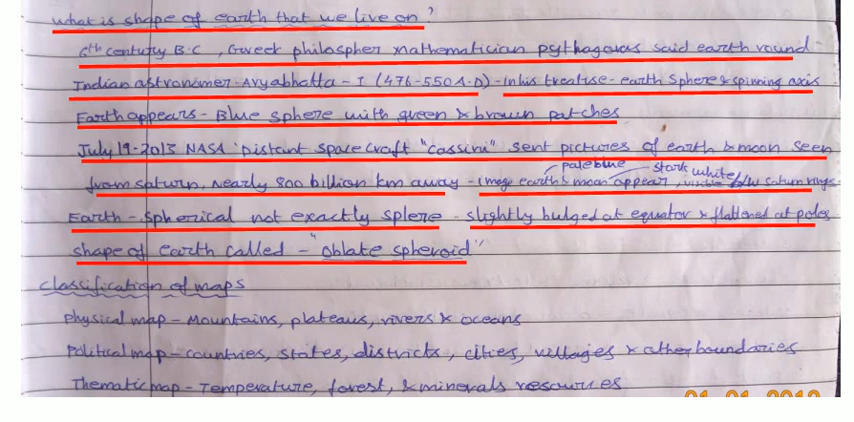 what is shape of earth that we live on?
6th century B.C, Greek philospher mathematician pythagoras said earth round
Indian astronomer - Aryabhatta - I (476-550 A.D) - Inhis treatise - earth Sphere & spinning axis
Earth appears - Blue sphere with green & brown patches
July 19-2013 NASA 'Distant space craft "Cassini" sent pictures of earth & moon seen
pale blue stark white
from saturn, nearly 800 billion km away - image earth & moon appear, visible b/w saturn rings
Earth - spherical not exactly splere - slightly bulged at equator & flattened at poles
shape of earth called - "oblate spheroid"
classification of maps
Physical map - Mountains, plateaus, rivers & oceans
Political map - countries, states, districts, cities, villages & other boundaries
Thematic map - Temperature, forest, & minerals resources